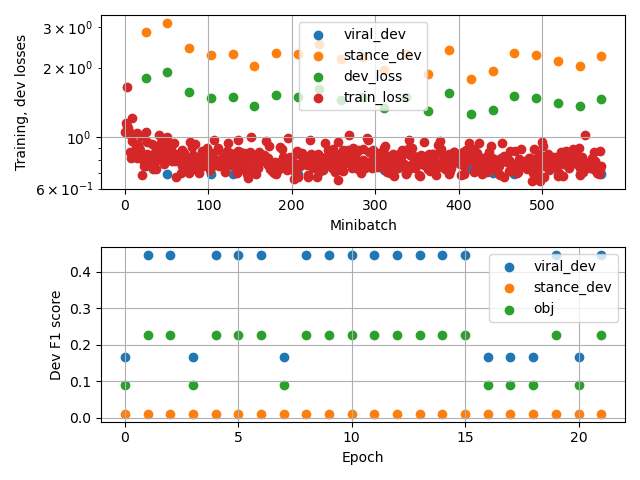 Training, dev losses
3 × 10⁰
2 × 10⁰
10⁰
6 × 10⁻¹
viral_dev
stance_dev
dev_loss
train_loss
0 100 200 300 400 500
Minibatch
Dev F1 score
0.4
0.3
0.2
0.1
0.0
viral_dev
stance_dev
obj
0 5 10 15 20
Epoch